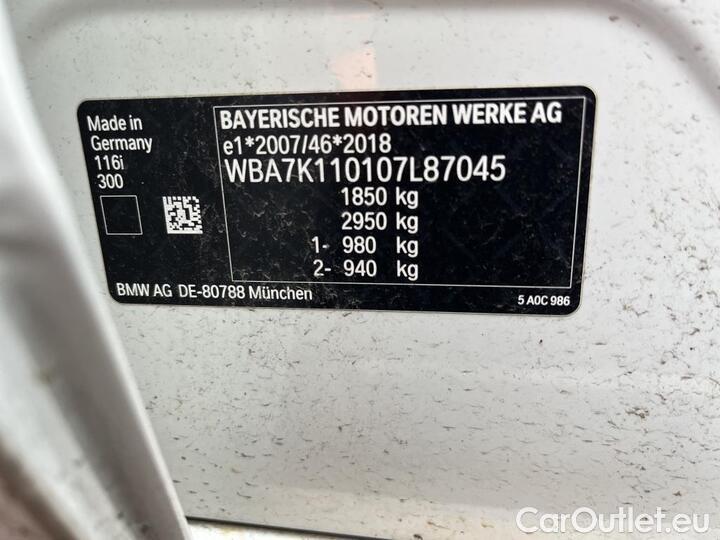 Made in
Germany
116i
300
BAYERISCHE MOTOREN WERKE AG
e1*2007/46*2018
WBA7K110107L87045
1850 kg
2950 kg
1- 980 kg
2- 940 kg
BMW AG DE-80788 München
5 A0C 986
CarOutlet.eu